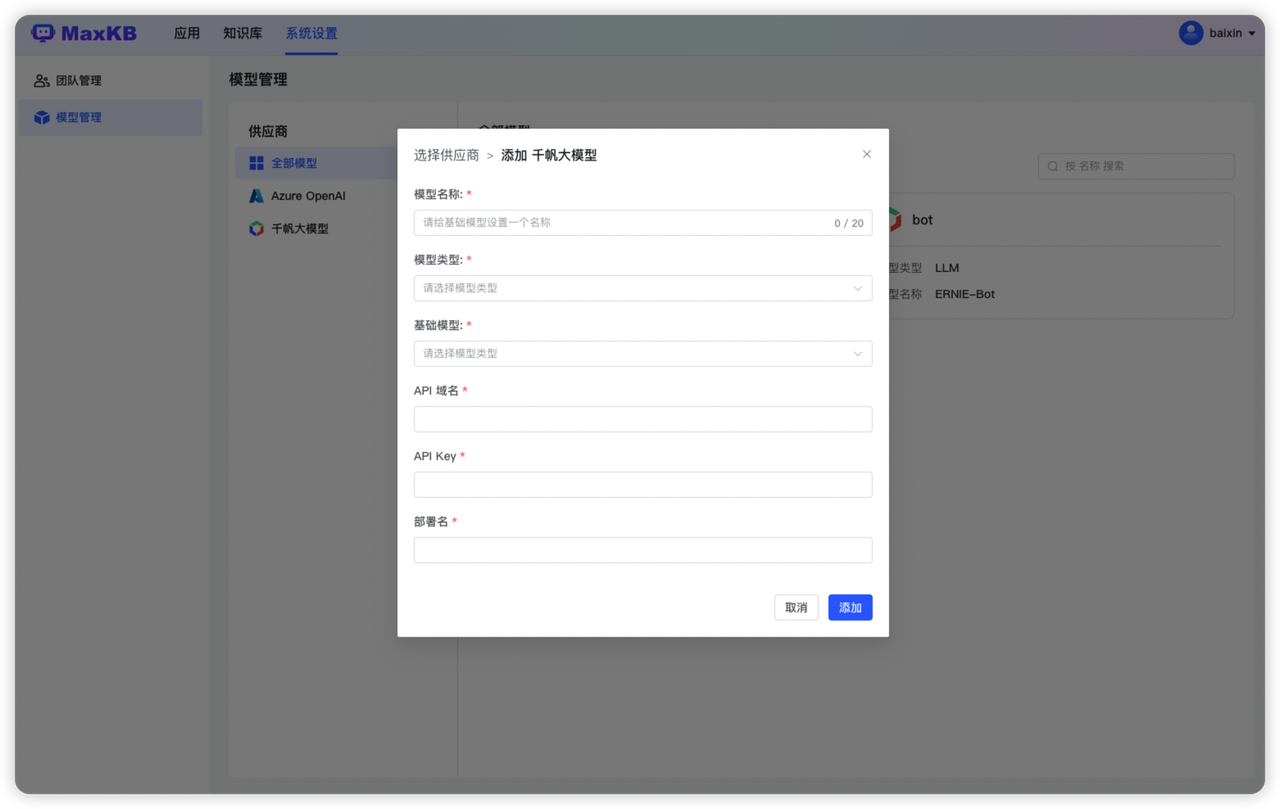 MaxKB 应用 知识库 系统设置 baixin
团队管理
模型管理
模型管理
供应商
全部模型
Azure OpenAI
千帆大模型
全部模型
按 名称 搜索
bot
型类型 LLM
型名称 ERNIE-Bot
选择供应商 > 添加 千帆大模型
模型名称: *
请给基础模型设置一个名称 0 / 20
模型类型: *
请选择模型类型
基础模型: *
请选择模型类型
API 域名 *
API Key *
部署名 *
取消 添加